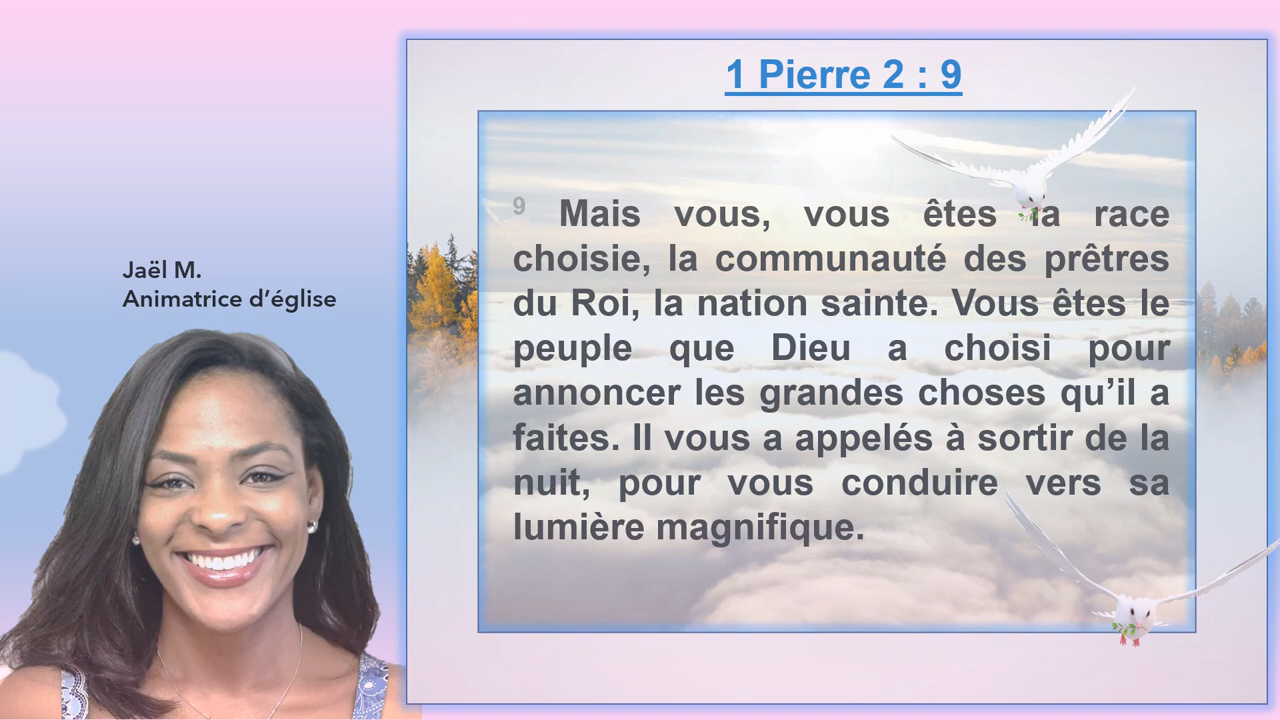 1 Pierre 2 : 9
9 Mais vous, vous êtes la race
choisie, la communauté des prêtres
du Roi, la nation sainte. Vous êtes le
peuple que Dieu a choisi pour
annoncer les grandes choses qu’il a
faites. Il vous a appelés à sortir de la
nuit, pour vous conduire vers sa
lumière magnifique.
Jaël M.
Animatrice d’église